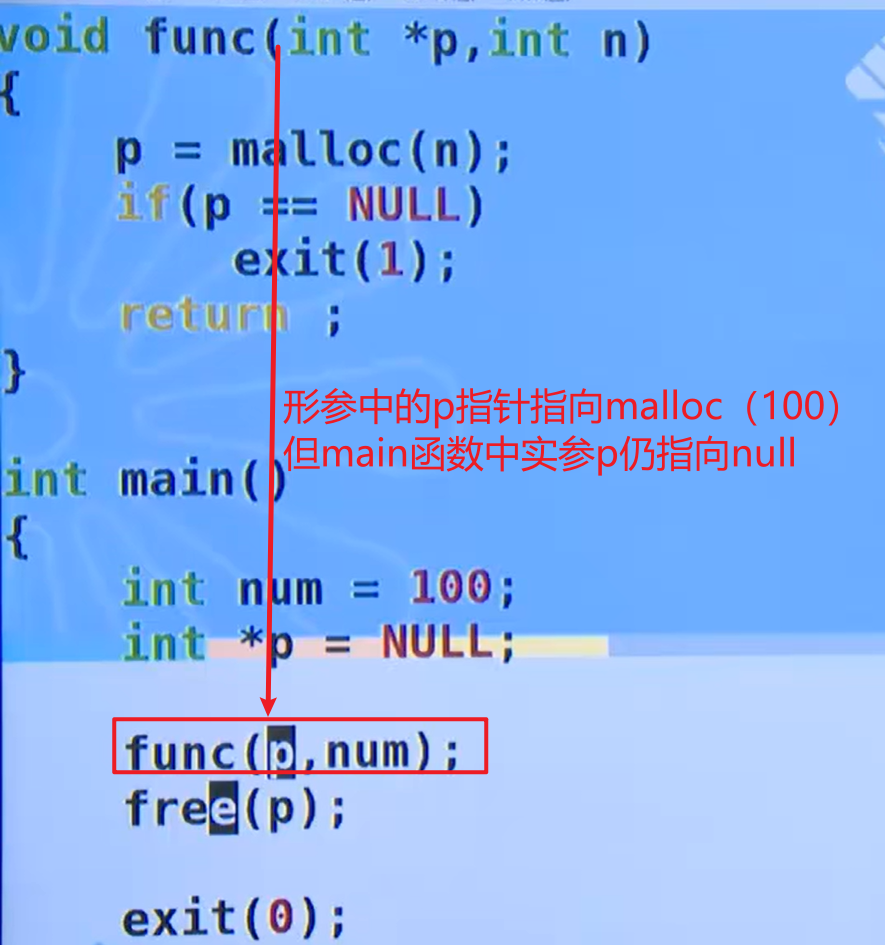 void func(int *p,int n)
{
p = malloc(n);
if(p == NULL)
exit(1);
return ;
}
形参中的p指针指向malloc（100）
但main函数中实参p仍指向null
int main()
{
int num = 100;
int *p = NULL;
func(p,num);
free(p);
exit(0);